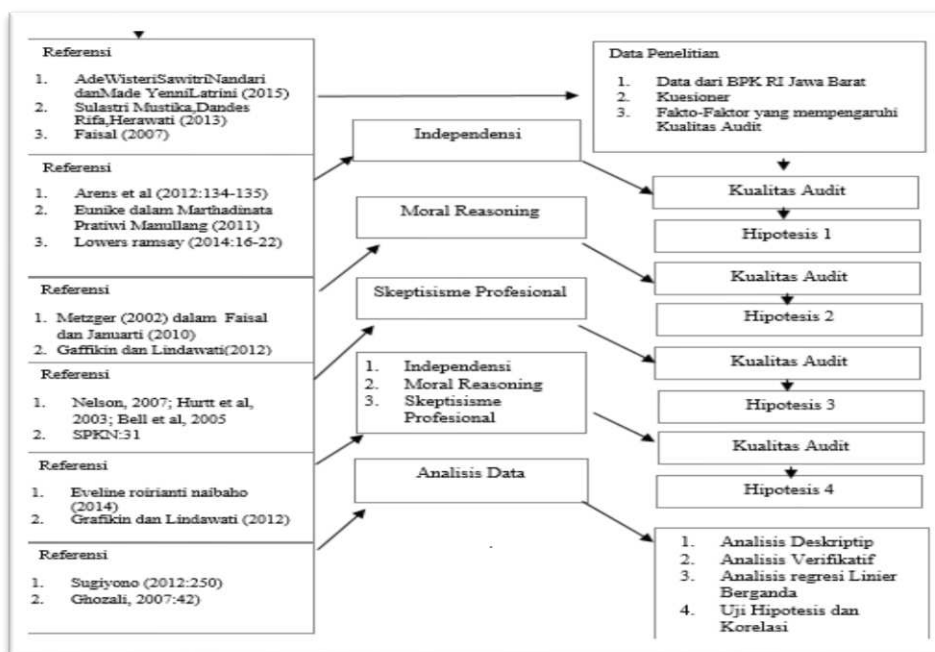 Referensi
1. AdeWisteriSawitriNandari
danMade YenniLatrini (2015)
2. Sulastri Mustika,Dandes
Rifa,Herawati (2013)
3. Faisal (2007)
Referensi
1. Arens et al (2012:134-135)
2. Eunike dalam Marthadinata
Pratiwi Manullang (2011)
3. Lowers ramsay (2014:16-22)
Referensi
1. Metzger (2002) dalam Faisal
dan Januarti (2010)
2. Gaffikin dan Lindawati(2012)
Referensi
1. Nelson, 2007; Hurtt et al,
2003; Bell et al, 2005
2. SPKN:31
Referensi
1. Eveline roirianti naibaho
(2014)
2. Grafikin dan Lindawati (2012)
Referensi
1. Sugiyono (2012:250)
2. Ghozali, 2007:42)
Independensi
Moral Reasoning
Skeptisisme Profesional
1. Independensi
2. Moral Reasoning
3. Skeptisisme
Profesional
Analisis Data
Data Penelitian
1. Data dari BPK RI Jawa Barat
2. Kuesioner
3. Fakto-Faktor yang mempengaruhi
Kualitas Audit
Kualitas Audit
Hipotesis 1
Kualitas Audit
Hipotesis 2
Kualitas Audit
Hipotesis 3
Kualitas Audit
Hipotesis 4
1. Analisis Deskriptip
2. Analisis Verifikatif
3. Analisis regresi Linier
Berganda
4. Uji Hipotesis dan
Korelasi